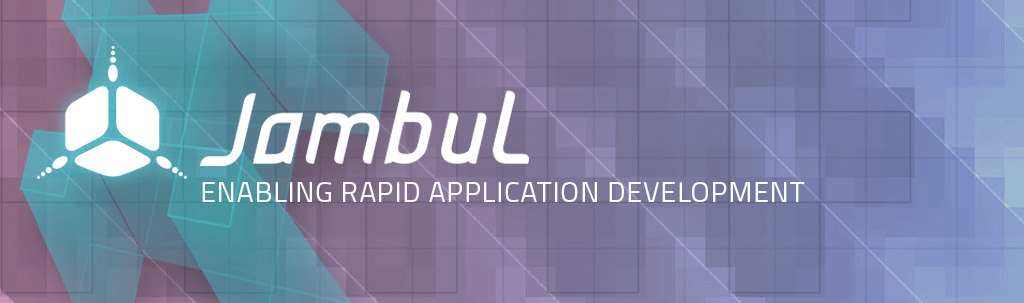 Jambul
ENABLING RAPID APPLICATION DEVELOPMENT